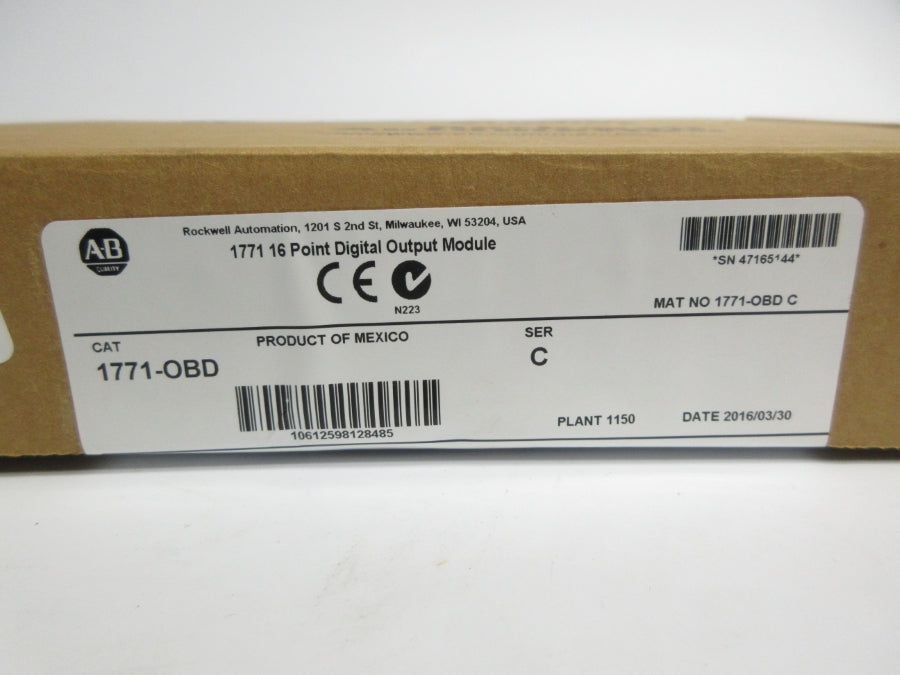 A-B
QUALITY
Rockwell Automation, 1201 S 2nd St, Milwaukee, WI 53204, USA
1771 16 Point Digital Output Module
CE
N223
*SN 47165144*
MAT NO 1771-OBD C
CAT
1771-OBD
PRODUCT OF MEXICO
SER
C
10612598128485
PLANT 1150
DATE 2016/03/30